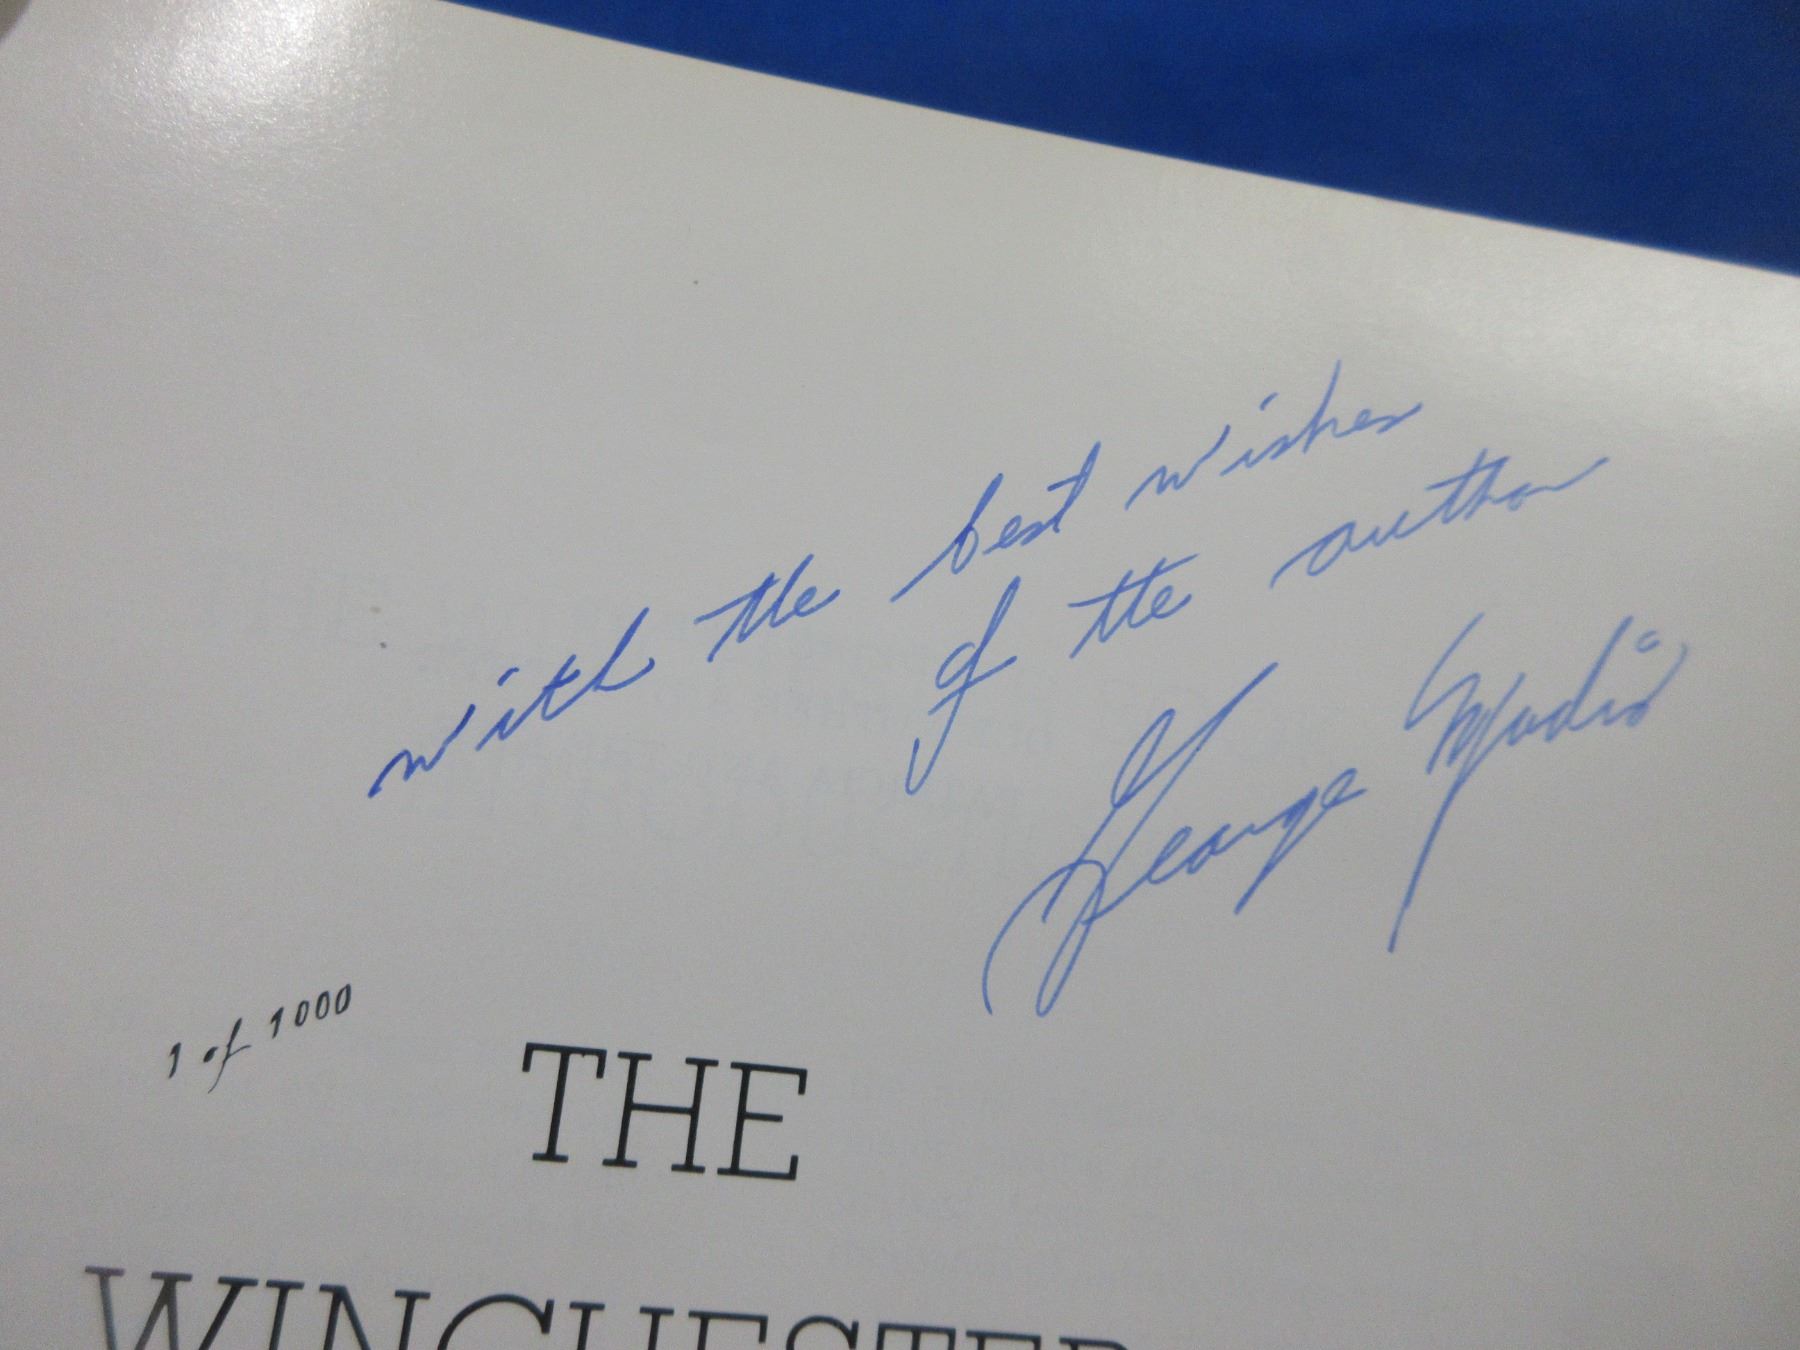 with the best wishes
of the author
George Madis
1 of 1000
THE
WINCHESTER